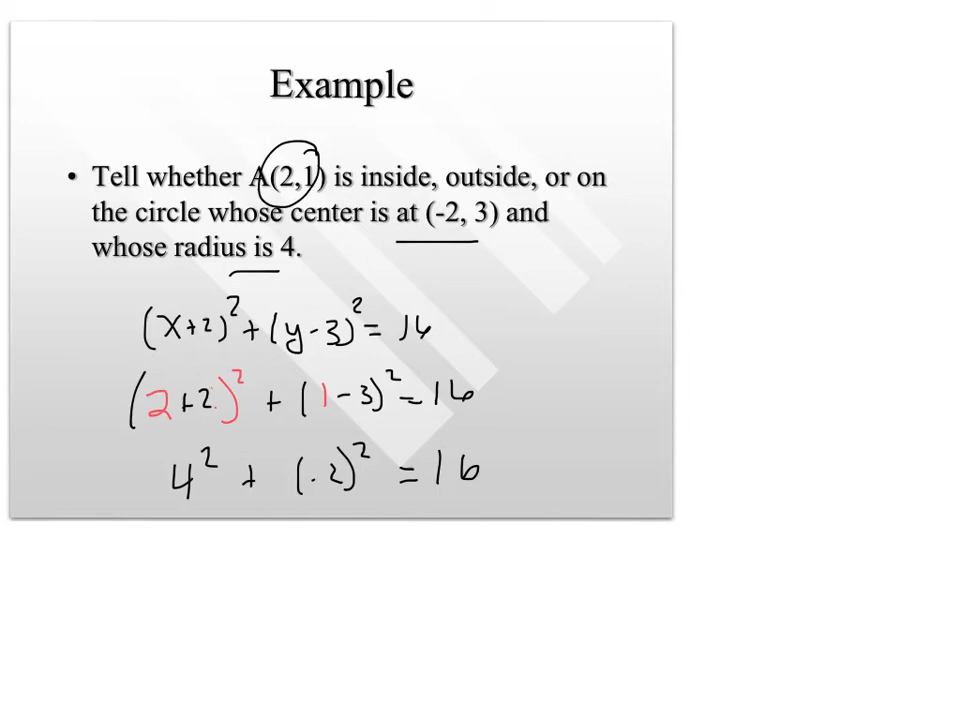 Example
• Tell whether A(2,1) is inside, outside, or on
the circle whose center is at (-2, 3) and
whose radius is 4.
(x+2)² + (y-3)² = 16
(2+2)² + (1-3)² = 16
4² + (-2)² = 16